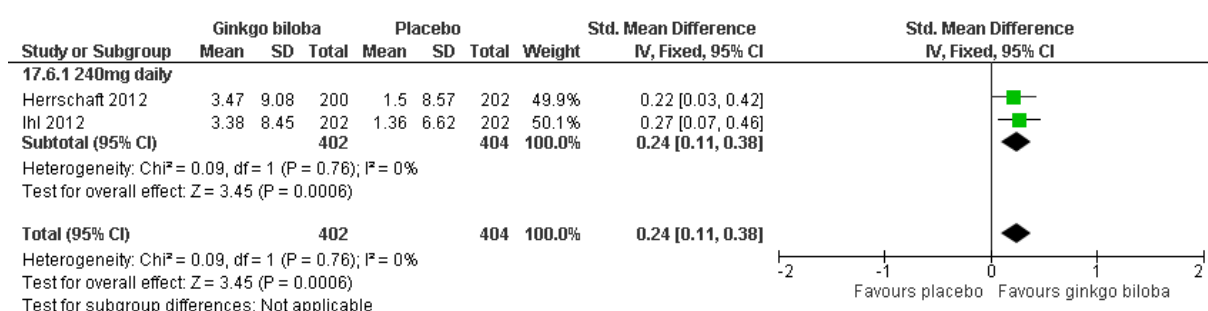 Ginkgo biloba Placebo Std. Mean Difference Std. Mean Difference
Study or Subgroup Mean SD Total Mean SD Total Weight IV, Fixed, 95% CI IV, Fixed, 95% CI
17.6.1 240mg daily
Herrschaft 2012 3.47 9.08 200 1.5 8.57 202 49.9% 0.22 [0.03, 0.42]
Ihl 2012 3.38 8.45 202 1.36 6.62 202 50.1% 0.27 [0.07, 0.46]
Subtotal (95% CI) 402 404 100.0% 0.24 [0.11, 0.38]
Heterogeneity: Chi² = 0.09, df = 1 (P = 0.76); I² = 0%
Test for overall effect: Z = 3.45 (P = 0.0006)
Total (95% CI) 402 404 100.0% 0.24 [0.11, 0.38]
Heterogeneity: Chi² = 0.09, df = 1 (P = 0.76); I² = 0%
Test for overall effect: Z = 3.45 (P = 0.0006)
Test for subgroup differences: Not applicable
-2 -1 0 1 2
Favours placebo Favours ginkgo biloba